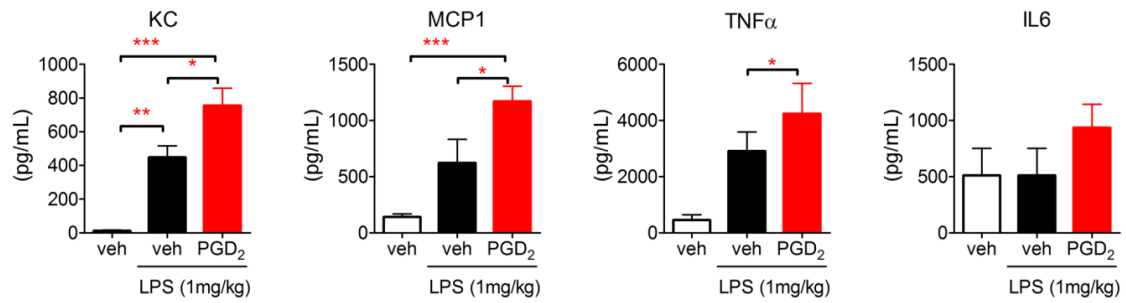 KC
***
*
**
(pg/mL)
1000
800
600
400
200
0
veh
veh
PGD₂
LPS (1mg/kg)
MCP1
***
*
(pg/mL)
1500
1000
500
0
veh
veh
PGD₂
LPS (1mg/kg)
TNFα
*
(pg/mL)
6000
4000
2000
0
veh
veh
PGD₂
LPS (1mg/kg)
IL6
(pg/mL)
1500
1000
500
0
veh
veh
PGD₂
LPS (1mg/kg)